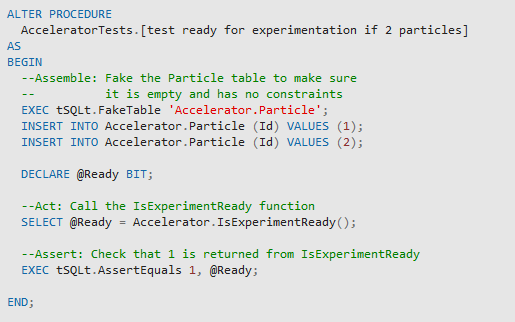 ALTER PROCEDURE
  AcceleratorTests.[test ready for experimentation if 2 particles]
AS
BEGIN
  --Assemble: Fake the Particle table to make sure
  --          it is empty and has no constraints
  EXEC tSQLt.FakeTable 'Accelerator.Particle';
  INSERT INTO Accelerator.Particle (Id) VALUES (1);
  INSERT INTO Accelerator.Particle (Id) VALUES (2);

  DECLARE @Ready BIT;

  --Act: Call the IsExperimentReady function
  SELECT @Ready = Accelerator.IsExperimentReady();

  --Assert: Check that 1 is returned from IsExperimentReady
  EXEC tSQLt.AssertEquals 1, @Ready;

END;